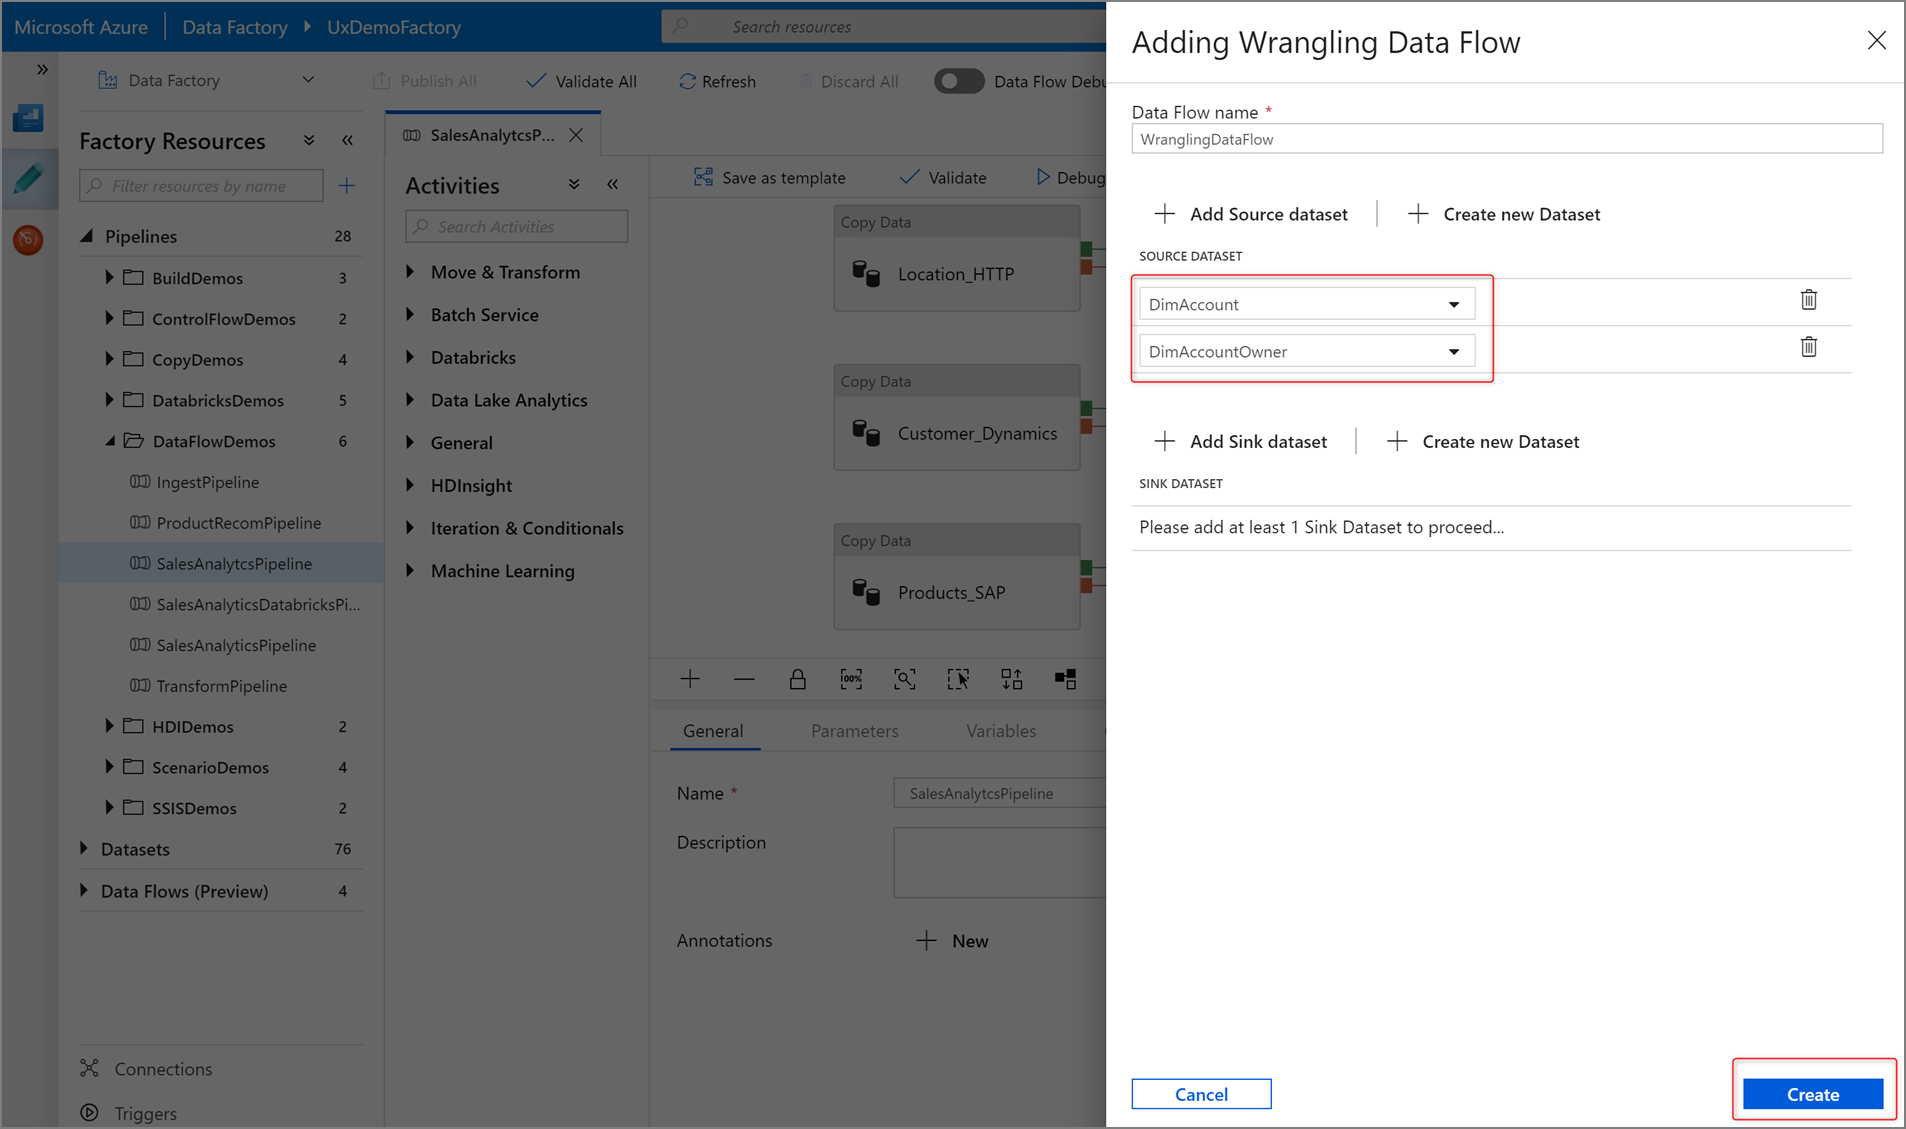 Microsoft Azure
Data Factory
UxDemoFactory
Search resources
Data Factory
Publish All
Validate All
Refresh
Discard All
Data Flow Debu
Factory Resources
Filter resources by name
Pipelines 28
BuildDemos 3
ControlFlowDemos 2
CopyDemos 4
DatabricksDemos 5
DataFlowDemos 6
IngestPipeline
ProductRecomPipeline
SalesAnalytcsPipeline
SalesAnalyticsDatabricksPi...
SalesAnalyticsPipeline
TransformPipeline
HDIDemos 2
ScenarioDemos 4
SSISDemos 2
Datasets 76
Data Flows (Preview) 4
Connections
Triggers
SalesAnalytcsP...
Activities
Search Activities
Move & Transform
Batch Service
Databricks
Data Lake Analytics
General
HDInsight
Iteration & Conditionals
Machine Learning
Save as template
Validate
Debug
Copy Data
Location_HTTP
Copy Data
Customer_Dynamics
Copy Data
Products_SAP
100%
General
Parameters
Variables
Name *
SalesAnalytcsPipeline
Description
Annotations
New
Adding Wrangling Data Flow
Data Flow name *
WranglingDataFlow
Add Source dataset
Create new Dataset
SOURCE DATASET
DimAccount
DimAccountOwner
Add Sink dataset
Create new Dataset
SINK DATASET
Please add at least 1 Sink Dataset to proceed...
Cancel
Create